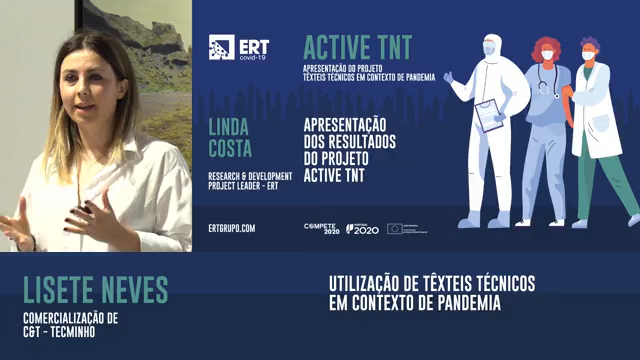 ERT
covid-19
ACTIVE TNT
APRESENTAÇÃO DO PROJETO
TÊXTEIS TÉCNICOS EM CONTEXTO DE PANDEMIA
LINDA
COSTA
RESEARCH & DEVELOPMENT
PROJECT LEADER - ERT
APRESENTAÇÃO
DOS RESULTADOS
DO PROJETO
ACTIVE TNT
ERTGRUPO.COM
COMPETE
2020
2020
LISETE NEVES
COMERCIALIZAÇÃO DE
C&T - TECMINHO
UTILIZAÇÃO DE TÊXTEIS TÉCNICOS
EM CONTEXTO DE PANDEMIA